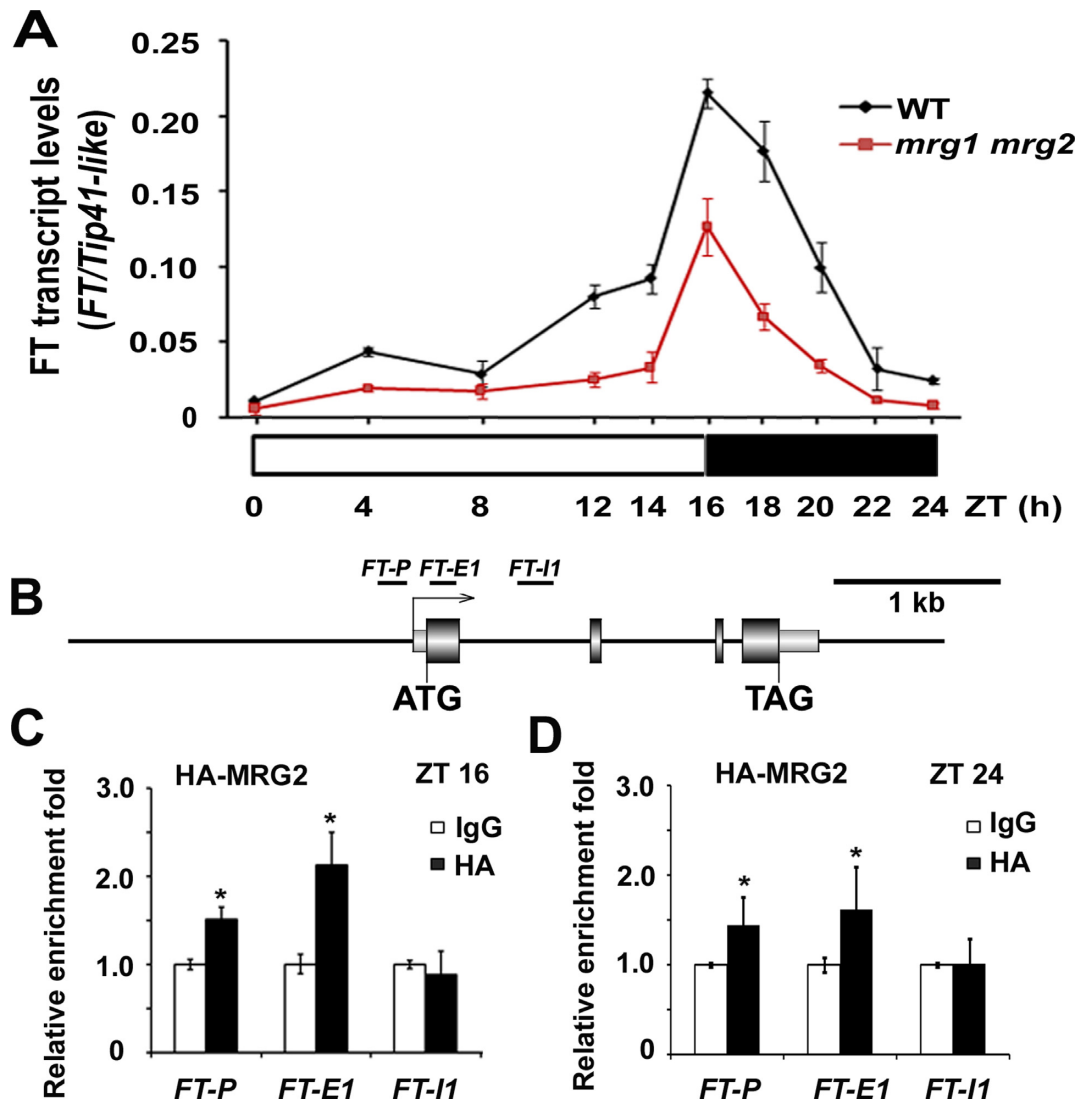 A
FT transcript levels
(FT/Tip41-like)
0.25
0.20
0.15
0.10
0.05
0
WT
mrg1 mrg2
0 4 8 12 14 16 18 20 22 24 ZT (h)
B
FT-P FT-E1 FT-I1
1 kb
ATG TAG
C
Relative enrichment fold
HA-MRG2 ZT 16
3.0
2.0
1.0
0
IgG
HA
* *
FT-P FT-E1 FT-I1
D
Relative enrichment fold
HA-MRG2 ZT 24
3.0
2.0
1.0
0
IgG
HA
* *
FT-P FT-E1 FT-I1